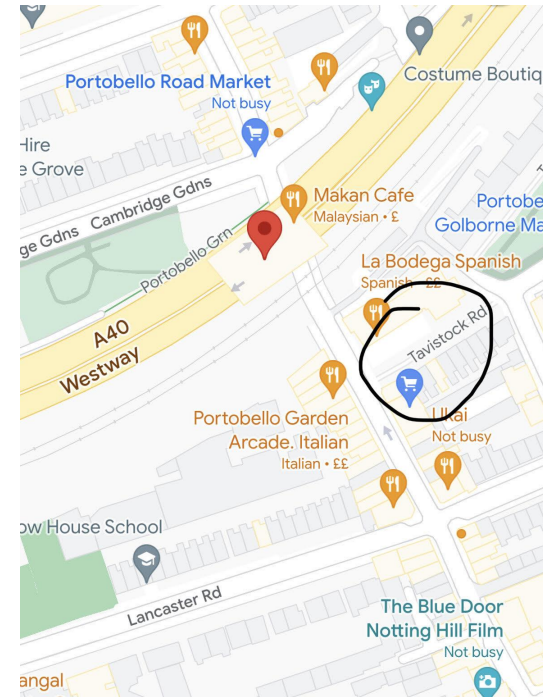 Costume Boutiq
Portobello Road Market
Not busy
Hire
e Grove
Cambridge Gdns
ge Gdns
Makan Cafe
Malaysian • £
Portobe
Golborne Ma
Portobello Grn
La Bodega Spanish
Spanish • ££
A40
Westway
Tavistock Rd
Portobello Garden
Arcade. Italian
Italian • ££
Ukai
Not busy
ow House School
Lancaster Rd
The Blue Door
Notting Hill Film
Not busy
angal